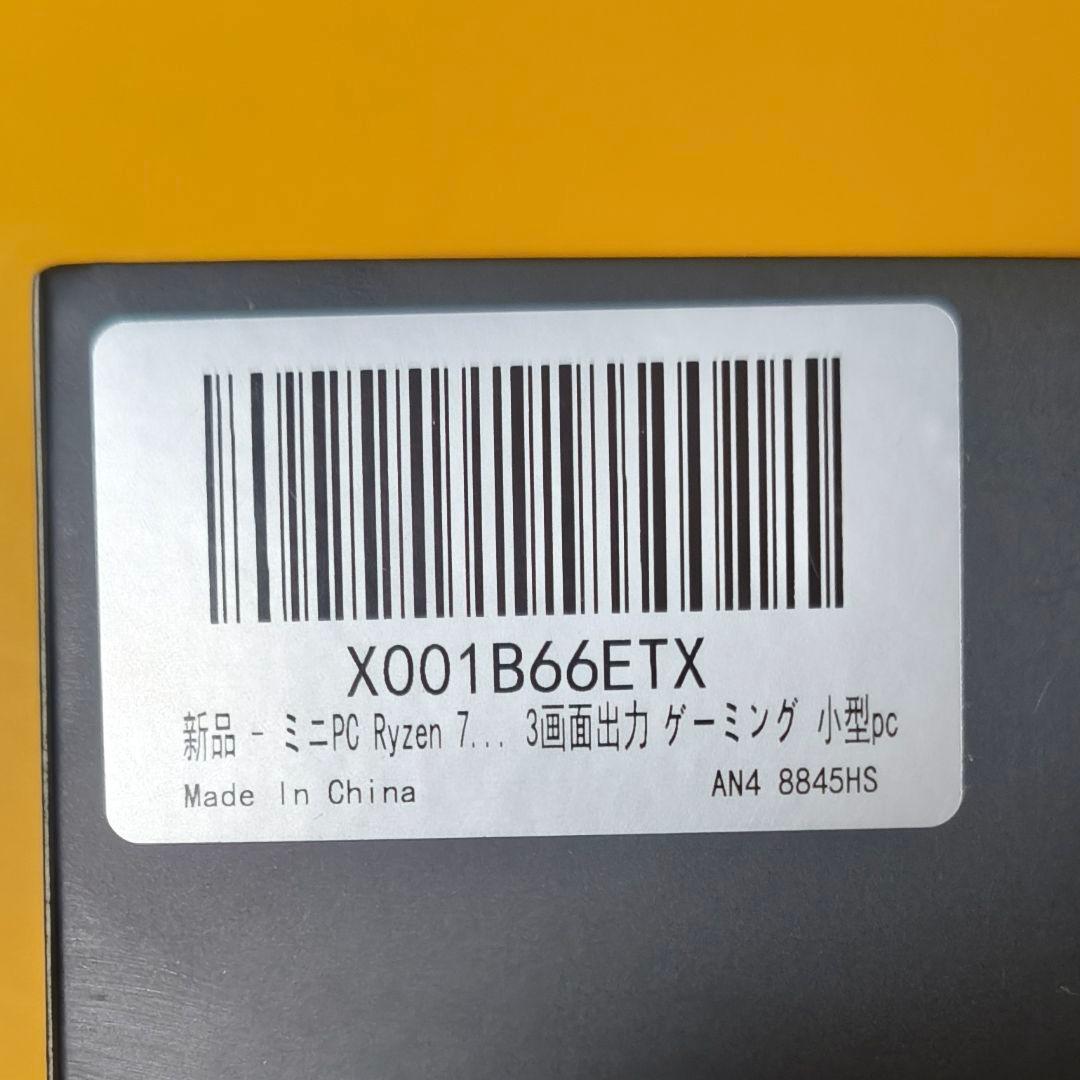 X001B66ETX
新品 - ミニPC Ryzen 7... 3画面出力 ゲーミング 小型pc
Made In China AN4 8845HS